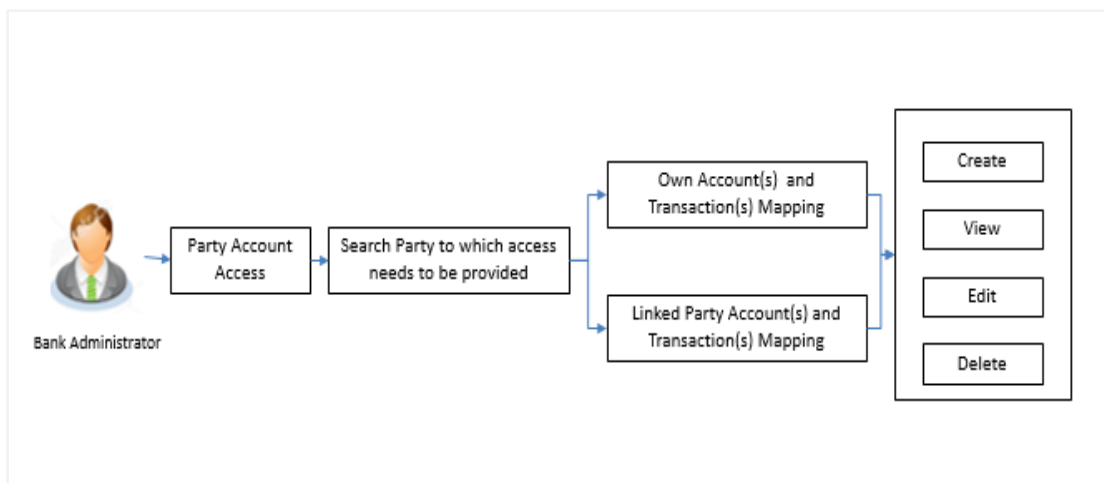 Bank Administrator
Party Account
Access
Search Party to which access
needs to be provided
Own Account(s) and
Transaction(s) Mapping
Linked Party Account(s) and
Transaction(s) Mapping
Create
View
Edit
Delete